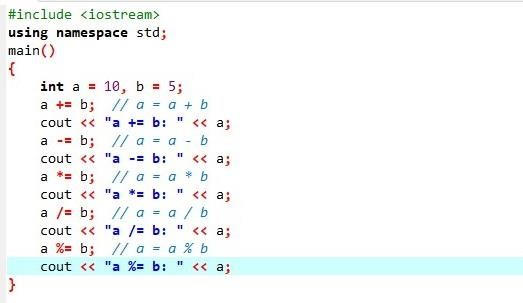 #include <iostream>
using namespace std;
main()
{
    int a = 10, b = 5;
    a += b;  // a = a + b
    cout << "a += b: " << a;
    a -= b;  // a = a - b
    cout << "a -= b: " << a;
    a *= b;  // a = a * b
    cout << "a *= b: " << a;
    a /= b;  // a = a / b
    cout << "a /= b: " << a;
    a %= b;  // a = a % b
    cout << "a %= b: " << a;
}